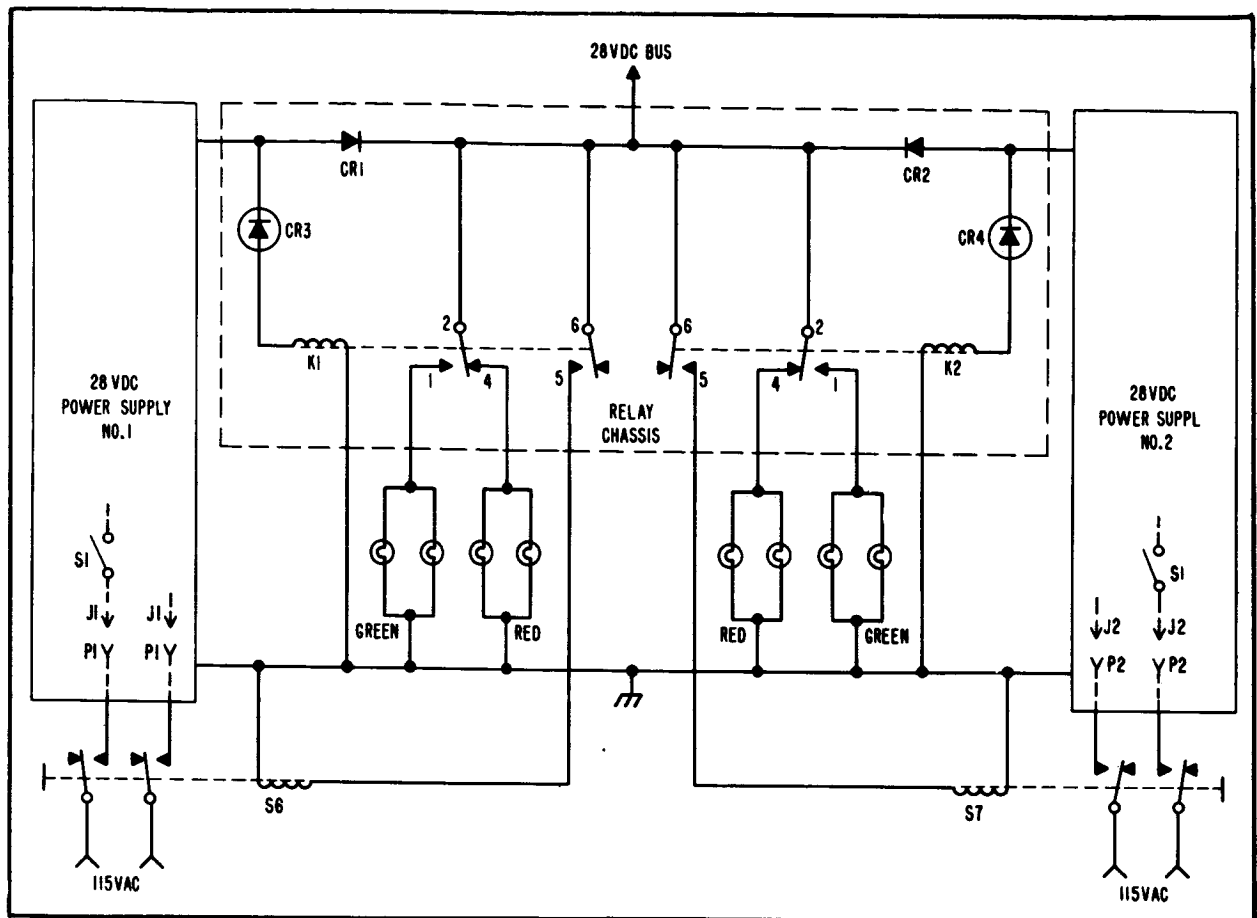 28VDC BUS
CR1
CR2
CR3
CR4
2
6
6
2
K1
K2
1
4
5
5
4
1
RELAY
CHASSIS
28 VDC
POWER SUPPLY
NO.1
28VDC
POWER SUPPL
NO.2
S1
S1
J1
J1
J2
J2
P1
P1
P2
P2
GREEN
RED
RED
GREEN
S6
S7
115VAC
115VAC